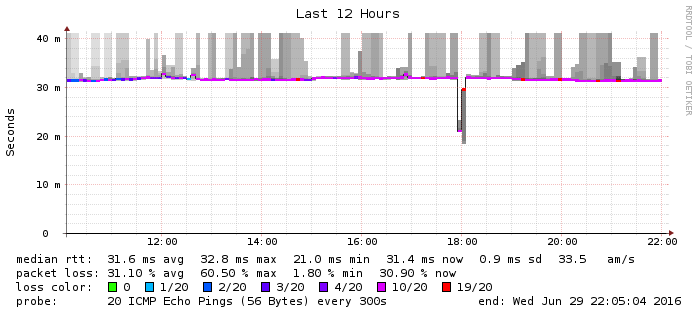 Last 12 Hours
RRDTOOL / TOBI OETIKER
Seconds
40 m
30 m
20 m
10 m
0
12:00 14:00 16:00 18:00 20:00 22:00
median rtt: 31.6 ms avg 32.8 ms max 21.0 ms min 31.4 ms now 0.9 ms sd 33.5 am/s
packet loss: 31.10 % avg 60.50 % max 1.80 % min 30.90 % now
loss color: 0 1/20 2/20 3/20 4/20 10/20 19/20
probe: 20 ICMP Echo Pings (56 Bytes) every 300s end: Wed Jun 29 22:05:04 2016